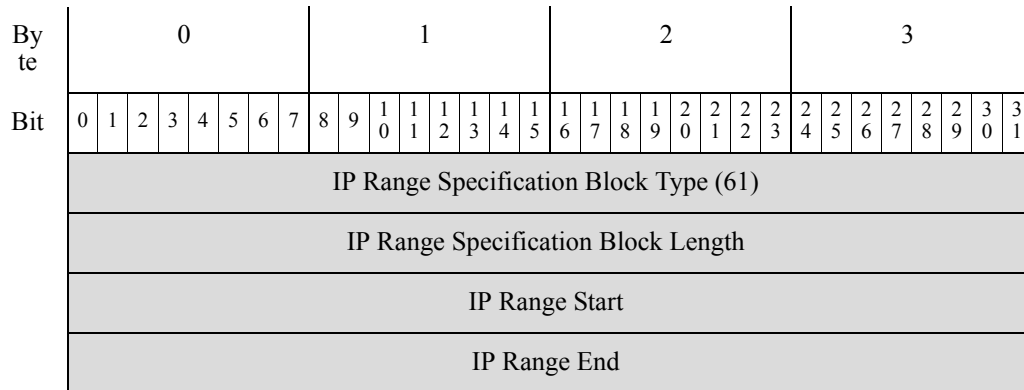 By
te 0 1 2 3
Bit 0 1 2 3 4 5 6 7 8 9 10 11 12 13 14 15 16 17 18 19 20 21 22 23 24 25 26 27 28 29 30 31
IP Range Specification Block Type (61)
IP Range Specification Block Length
IP Range Start
IP Range End